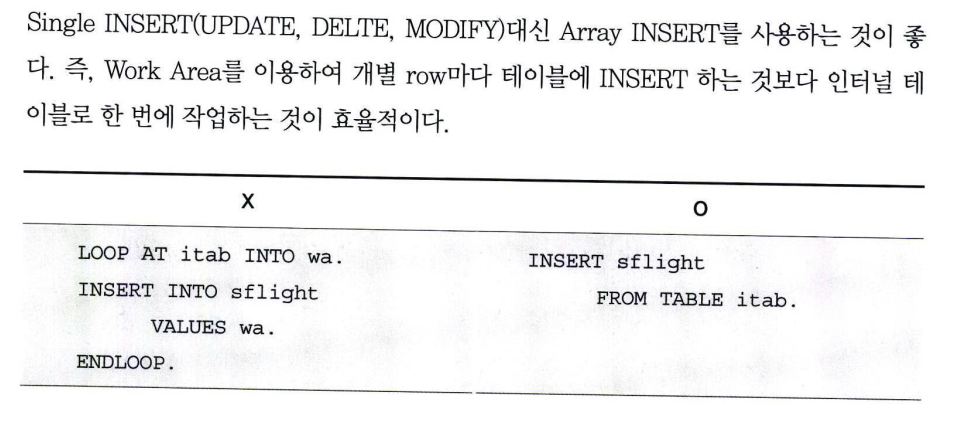 Single INSERT(UPDATE, DELTE, MODIFY)대신 Array INSERT를 사용하는 것이 좋
다. 즉, Work Area를 이용하여 개별 row마다 테이블에 INSERT 하는 것보다 인터널 테
이블로 한 번에 작업하는 것이 효율적이다.
X
O
LOOP AT itab INTO wa.
INSERT INTO sflight
VALUES wa.
ENDLOOP.
INSERT sflight
FROM TABLE itab.